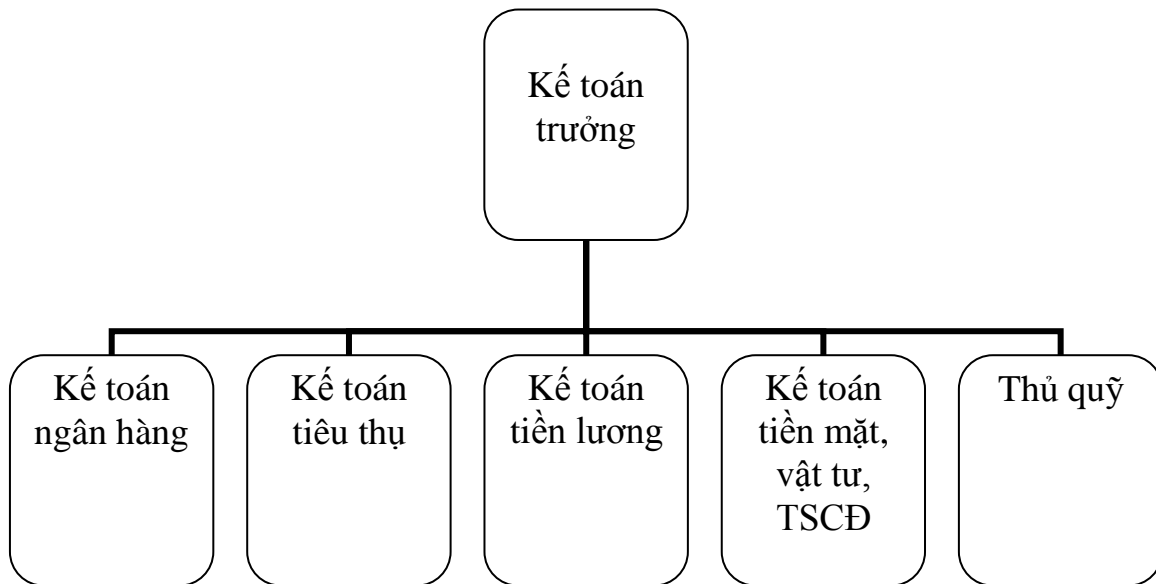 Kế toán
trưởng
Kế toán
ngân hàng
Kế toán
tiêu thụ
Kế toán
tiền lương
Kế toán
tiền mặt,
vật tư,
TSCĐ
Thủ quỹ